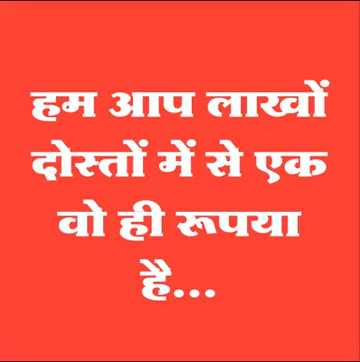 हम आप लाखों
दोस्तों में से एक
वो ही रूपया
है...